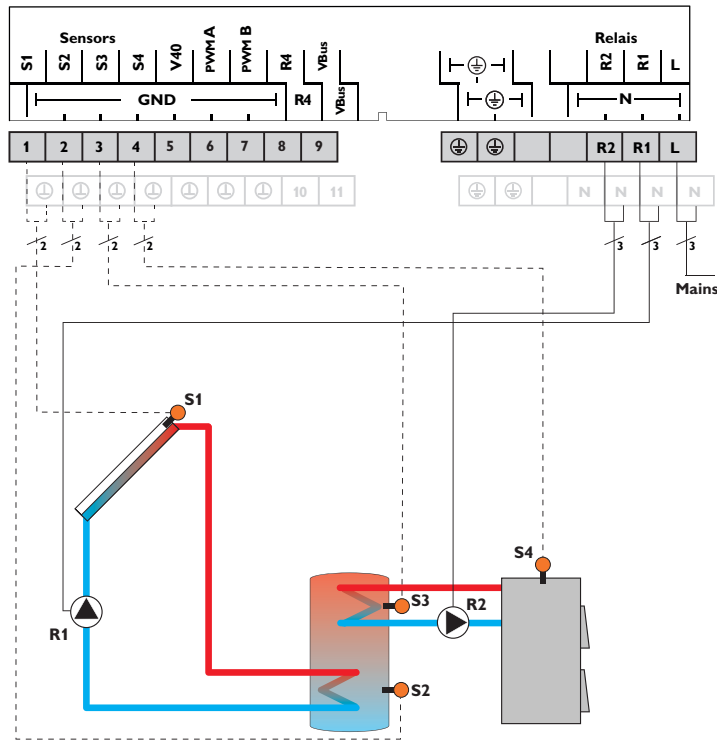 Sensors Relais
S1 S2 S3 S4 V40 PWM A PWM B R4 VBus R2 R1 L
GND R4 VBus N
1 2 3 4 5 6 7 8 9 R2 R1 L
10 11 N N N N
2 2 2 2 3 3 3
Mains
S1
S4
S3
R2
R1
S2